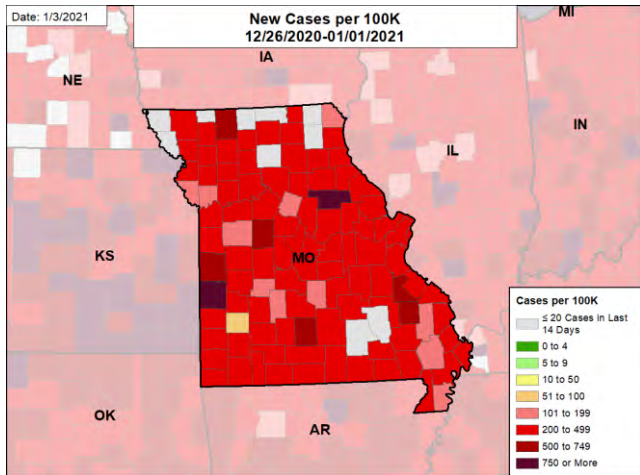 Date: 1/3/2021
New Cases per 100K
12/26/2020-01/01/2021
MI
NE
IA
IL
IN
KS
MO
OK
AR
Cases per 100K
≤ 20 Cases in Last
14 Days
0 to 4
5 to 9
10 to 50
51 to 100
101 to 199
200 to 499
500 to 749
750 or More